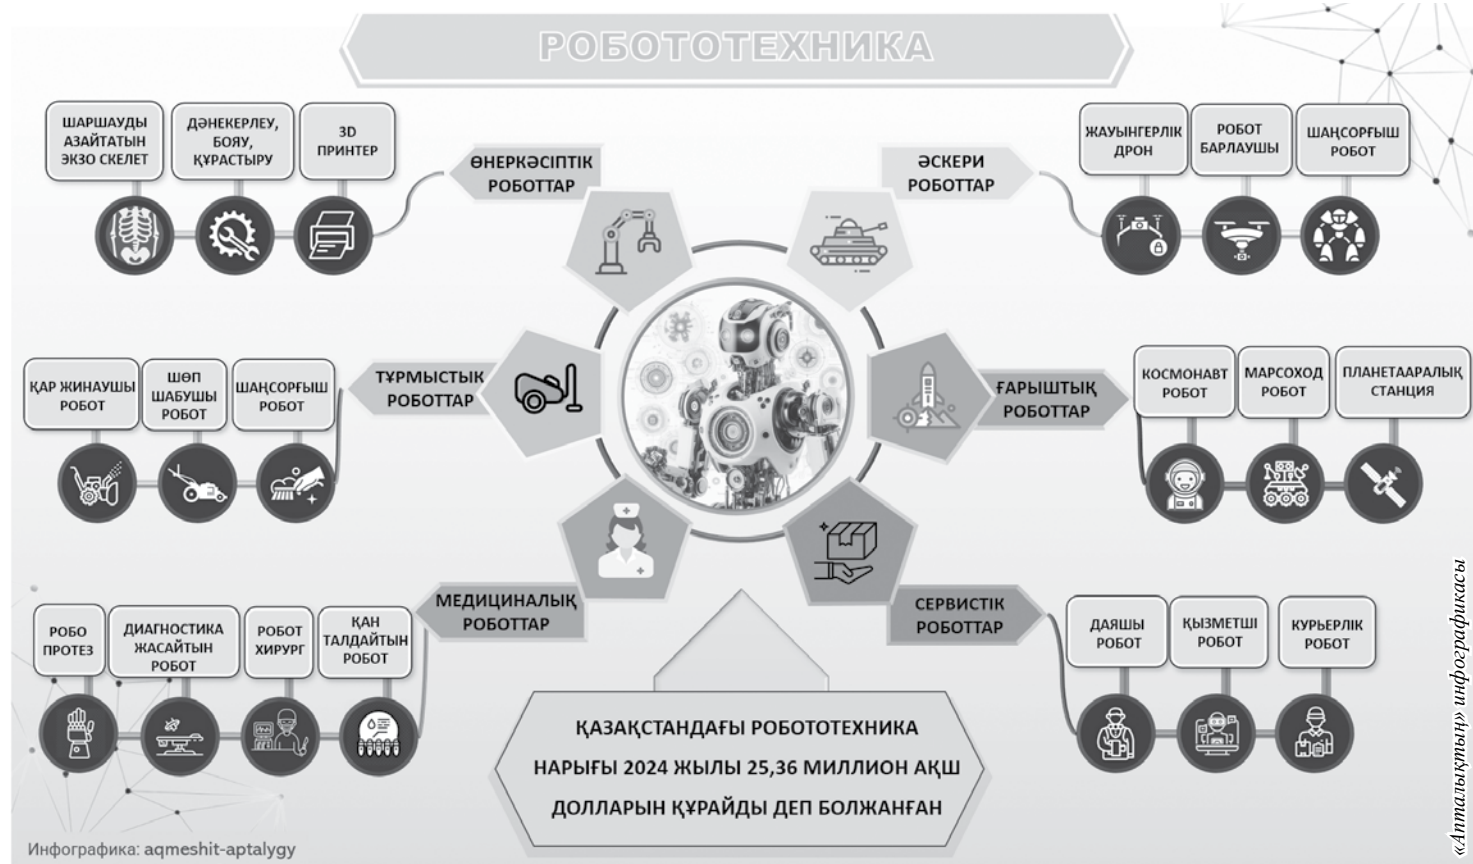 РОБОТОТЕХНИКА
ШАРШАУДЫ
АЗАЙТАТЫН
ЭКЗО СКЕЛЕТ
ДӘНЕКЕРЛЕУ,
БОЯУ,
ҚҰРАСТЫРУ
3D
ПРИНТЕР
ӨНЕРКӘСІПТІК
РОБОТТАР
ӘСКЕРИ
РОБОТТАР
ЖАУЫНГЕРЛІК
ДРОН
РОБОТ
БАРЛАУШЫ
ШАҢСОРҒЫШ
РОБОТ
ҚАР ЖИНАУШЫ
РОБОТ
ШӨП
ШАБУШЫ
РОБОТ
ШАҢСОРҒЫШ
РОБОТ
ТҰРМЫСТЫҚ
РОБОТТАР
ҒАРЫШТЫҚ
РОБОТТАР
КОСМОНАВТ
РОБОТ
МАРСОХОД
РОБОТ
ПЛАНЕТААРАЛЫҚ
СТАНЦИЯ
РОБО
ПРОТЕЗ
ДИАГНОСТИКА
ЖАСАЙТЫН
РОБОТ
РОБОТ
ХИРУРГ
ҚАН
ТАЛДАЙТЫН
РОБОТ
МЕДИЦИНАЛЫҚ
РОБОТТАР
СЕРВИСТІК
РОБОТТАР
ДАЯШЫ
РОБОТ
ҚЫЗМЕТШІ
РОБОТ
КУРЬЕРЛІК
РОБОТ
ҚАЗАҚСТАНДАҒЫ РОБОТОТЕХНИКА
НАРЫҒЫ 2024 ЖЫЛЫ 25,36 МИЛЛИОН АҚШ
ДОЛЛАРЫН ҚҰРАЙДЫ ДЕП БОЛЖАНҒАН
Инфографика: aqmeshit-aptalygy
«Апталықтың» инфографикасы